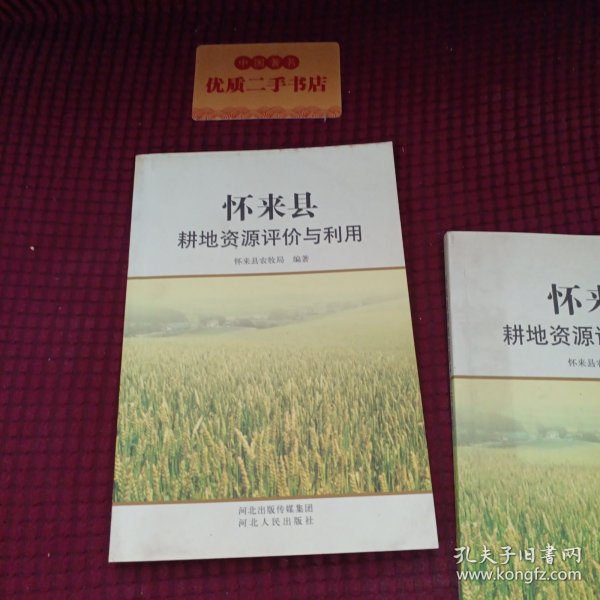 中国著名
优质二手书店
怀来县
耕地资源评价与利用
怀来县农牧局 编著
河北出版传媒集团
河北人民出版社
怀来
耕地资源评
怀来县农
孔夫子旧书网
www.kongfz.com